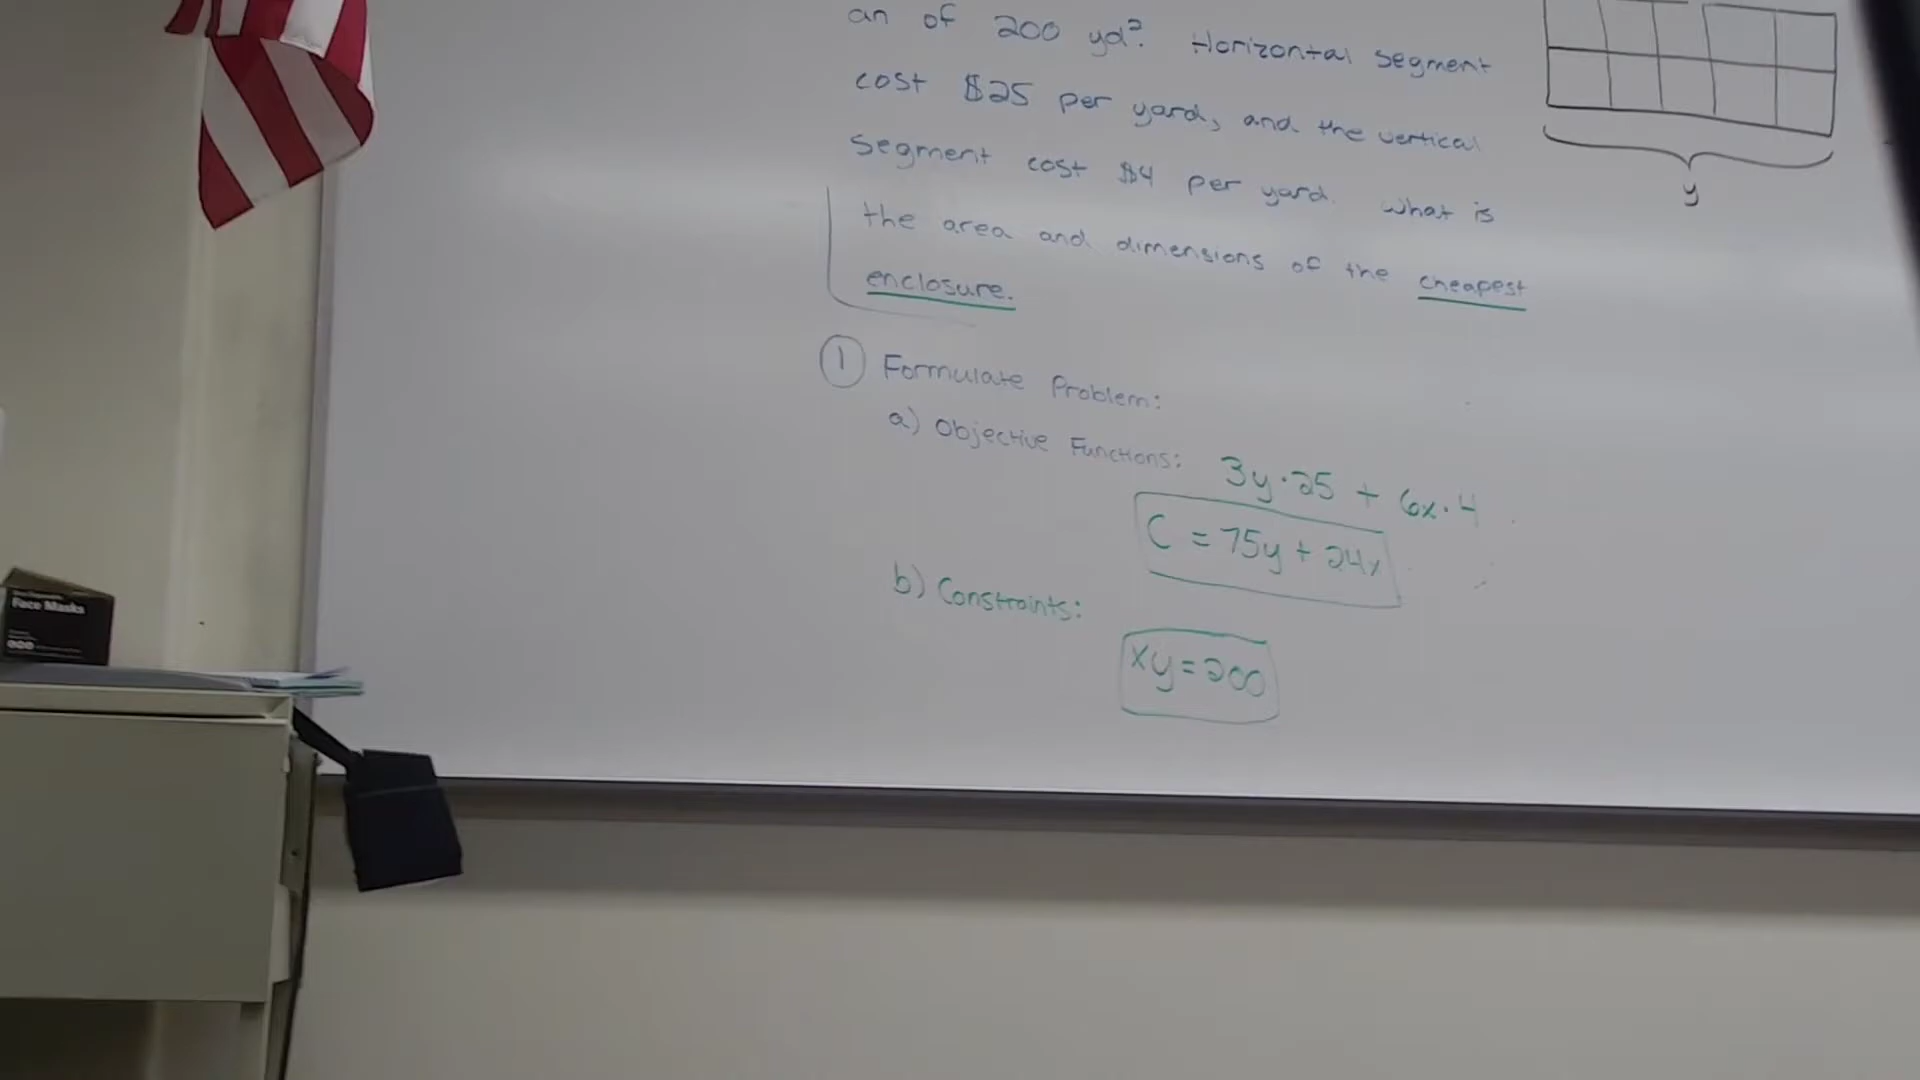 an of 200 yd². Horizontal segment
cost $25 per yard, and the vertical
segment cost $4 per yard. What is
the area and dimensions of the cheapest
enclosure.
y
① Formulate Problem:
a) Objective Functions: 3y·25 + 6x·4
C = 75y + 24x
b) Constraints:
xy = 200
Face Masks